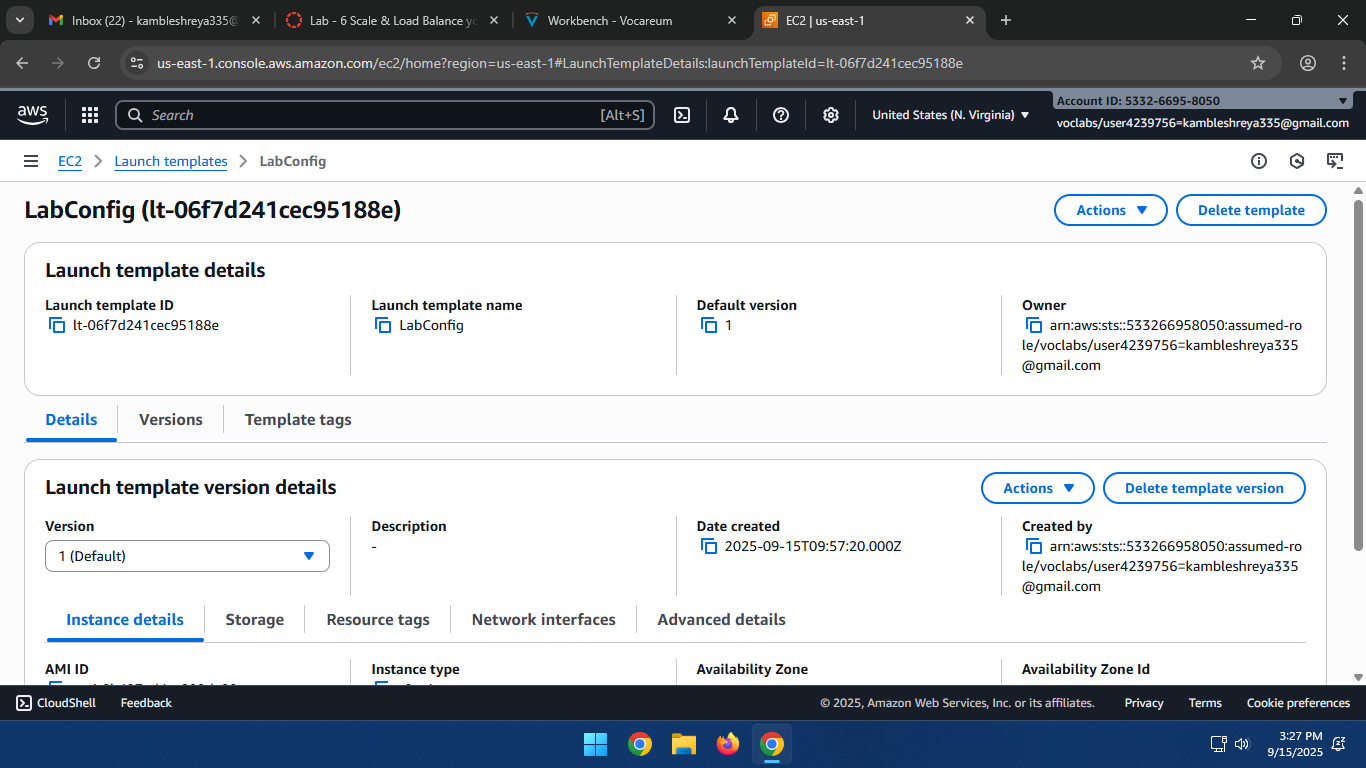 Inbox (22) - kambleshreya335@
Lab - 6 Scale & Load Balance yo
Workbench - Vocareum
EC2 | us-east-1
us-east-1.console.aws.amazon.com/ec2/home?region=us-east-1#LaunchTemplateDetails:launchTemplateId=lt-06f7d241cec95188e
aws
Search
[Alt+S]
United States (N. Virginia)
Account ID: 5332-6695-8050
voclabs/user4239756=kambleshreya335@gmail.com
EC2
Launch templates
LabConfig
LabConfig (lt-06f7d241cec95188e)
Actions
Delete template
Launch template details
Launch template ID
lt-06f7d241cec95188e
Launch template name
LabConfig
Default version
1
Owner
arn:aws:sts::533266958050:assumed-ro
le/voclabs/user4239756=kambleshreya335
@gmail.com
Details
Versions
Template tags
Launch template version details
Actions
Delete template version
Version
1 (Default)
Description
-
Date created
2025-09-15T09:57:20.000Z
Created by
arn:aws:sts::533266958050:assumed-ro
le/voclabs/user4239756=kambleshreya335
@gmail.com
Instance details
Storage
Resource tags
Network interfaces
Advanced details
AMI ID
Instance type
Availability Zone
Availability Zone Id
CloudShell
Feedback
© 2025, Amazon Web Services, Inc. or its affiliates.
Privacy
Terms
Cookie preferences
3:27 PM
9/15/2025